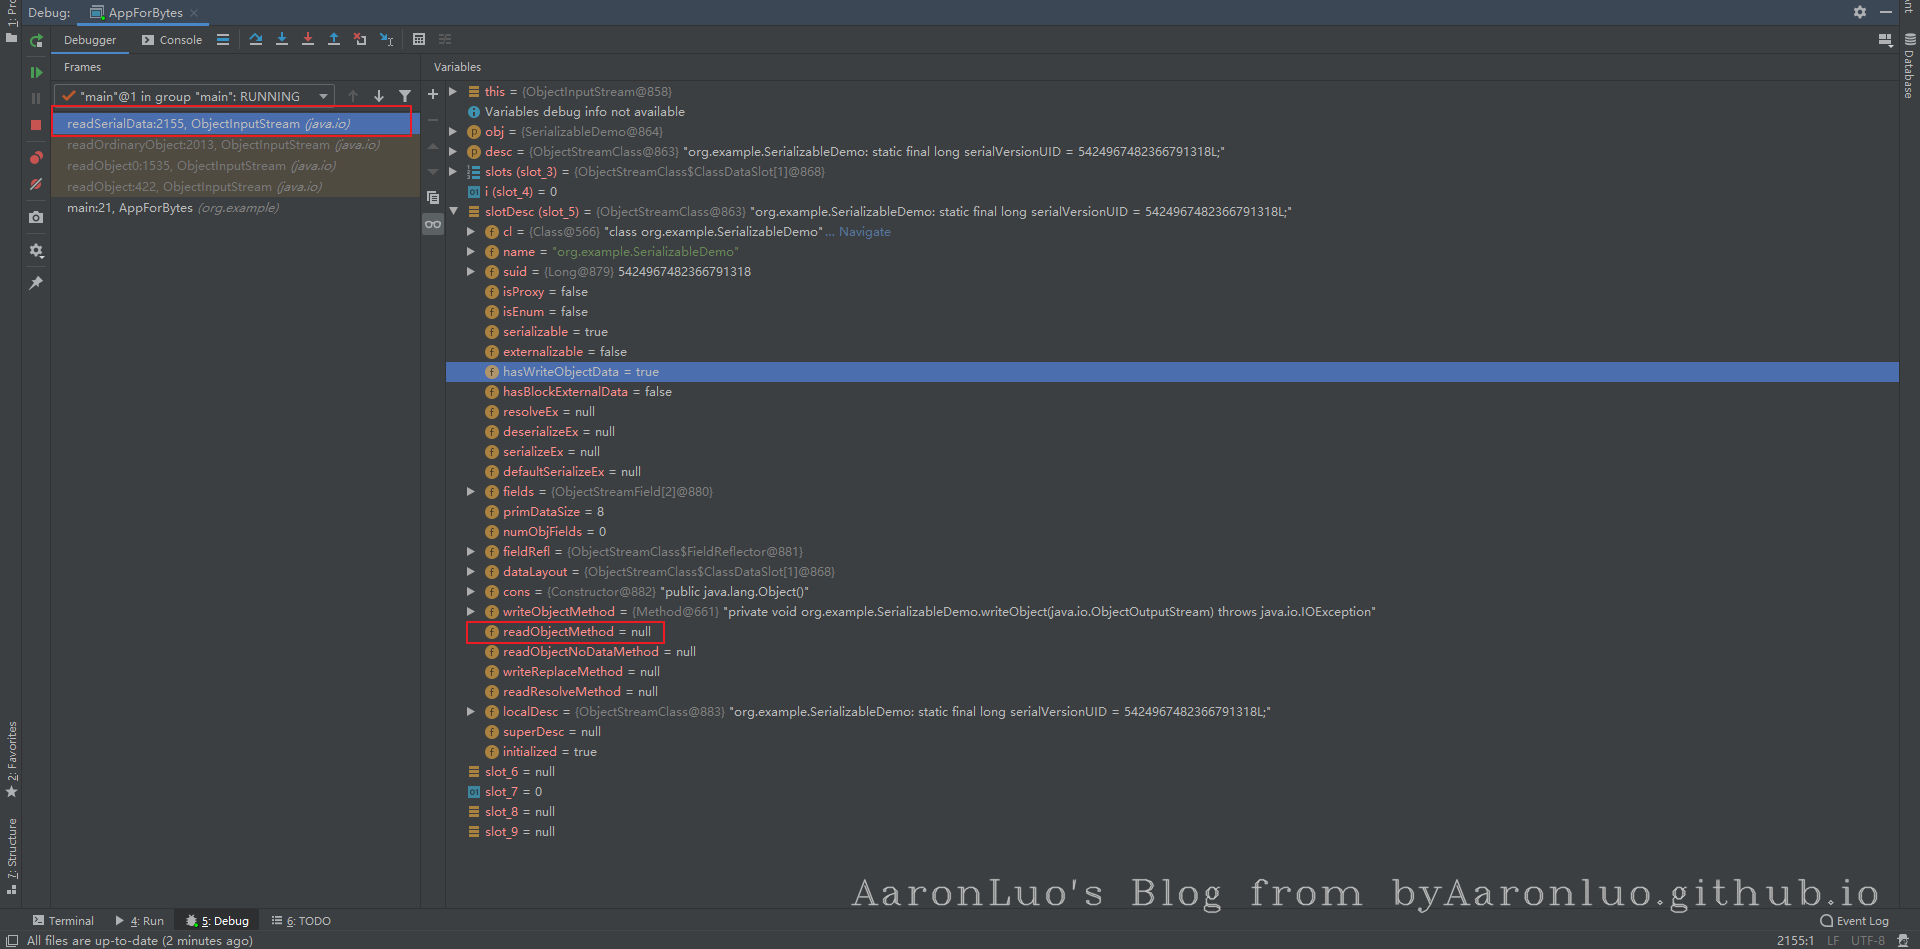 Debug: AppForBytes
Debugger Console
Frames
Variables
"main"@1 in group "main": RUNNING
readSerialData:2155, ObjectInputStream (java.io)
readOrdinaryObject:2013, ObjectInputStream (java.io)
readObject0:1535, ObjectInputStream (java.io)
readObject:422, ObjectInputStream (java.io)
main:21, AppForBytes (org.example)
this = {ObjectInputStream@858}
Variables debug info not available
obj = {SerializableDemo@864}
desc = {ObjectStreamClass@863} "org.example.SerializableDemo: static final long serialVersionUID = 5424967482366791318L;"
slots (slot_3) = {ObjectStreamClass$ClassDataSlot[1]@868}
i (slot_4) = 0
slotDesc (slot_5) = {ObjectStreamClass@863} "org.example.SerializableDemo: static final long serialVersionUID = 5424967482366791318L;"
cl = {Class@566} "class org.example.SerializableDemo" ... Navigate
name = "org.example.SerializableDemo"
suid = {Long@879} 5424967482366791318
isProxy = false
isEnum = false
serializable = true
externalizable = false
hasWriteObjectData = true
hasBlockExternalData = false
resolveEx = null
deserializeEx = null
serializeEx = null
defaultSerializeEx = null
fields = {ObjectStreamField[2]@880}
primDataSize = 8
numObjFields = 0
fieldRefl = {ObjectStreamClass$FieldReflector@881}
dataLayout = {ObjectStreamClass$ClassDataSlot[1]@868}
cons = {Constructor@882} "public java.lang.Object()"
writeObjectMethod = {Method@661} "private void org.example.SerializableDemo.writeObject(java.io.ObjectOutputStream) throws java.io.IOException"
readObjectMethod = null
readObjectNoDataMethod = null
writeReplaceMethod = null
readResolveMethod = null
localDesc = {ObjectStreamClass@883} "org.example.SerializableDemo: static final long serialVersionUID = 5424967482366791318L;"
superDesc = null
initialized = true
slot_6 = null
slot_7 = 0
slot_8 = null
slot_9 = null
Database
2: Favorites
7: Structure
AaronLuo's Blog from byAaronluo.github.io
Terminal 4: Run 5: Debug 6: TODO Event Log
All files are up-to-date (2 minutes ago) 2155:1 LF UTF-8